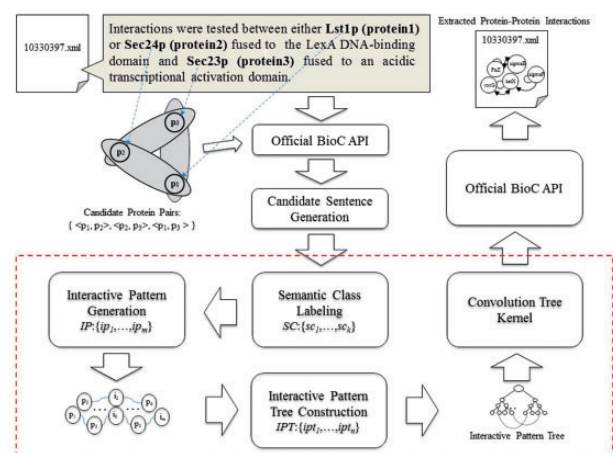 Extracted Protein-Protein Interactions
10330397.xml
Interactions were tested between either Lst1p (protein1)
or Sec24p (protein2) fused to the LexA DNA-binding
domain and Sec23p (protein3) fused to an acidic
transcriptional activation domain.
10330397.xml
p3
p2
p1
Candidate Protein Pairs:
{ <p1, p2>, <p2, p3>, <p1, p3 > }
Official BioC API
Candidate Sentence
Generation
Official BioC API
Interactive Pattern
Generation
IP:{ip1,…,ipm}
Semantic Class
Labeling
SC:{sc1,…,sck}
Convolution Tree
Kernel
Interactive Pattern
Tree Construction
IPT:{ipt1,…,iptn}
Interactive Pattern Tree